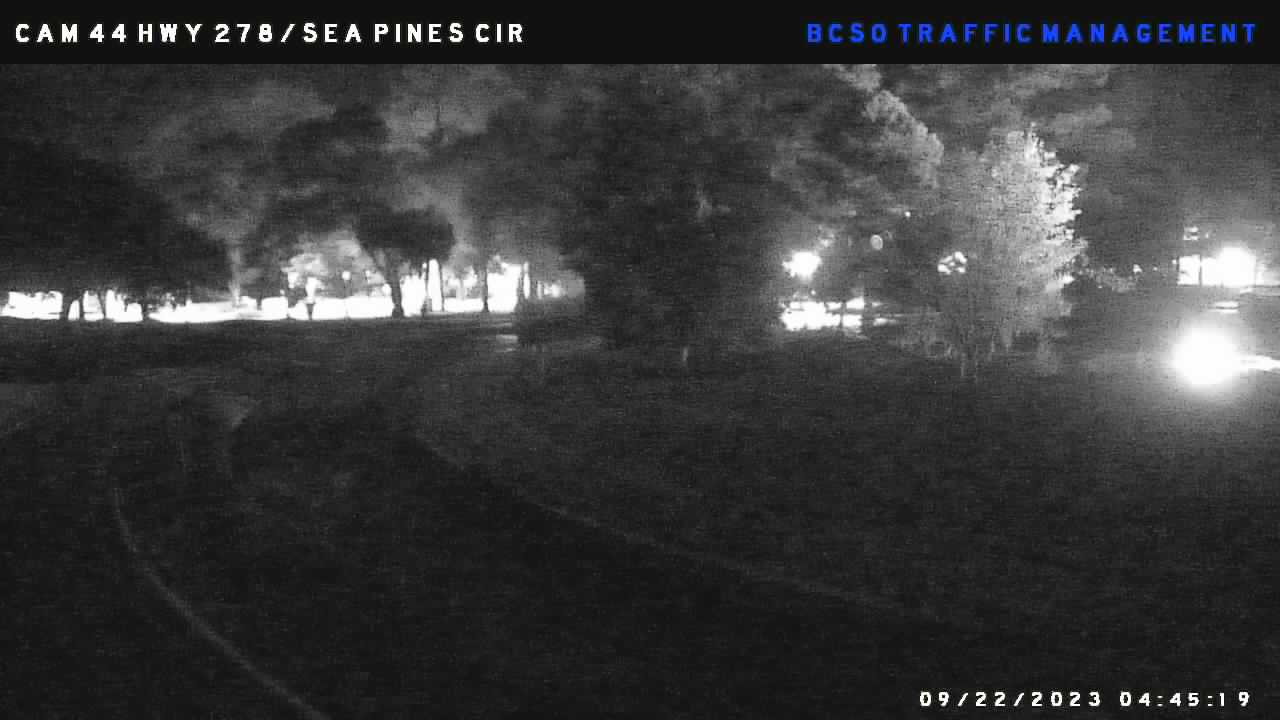 CAM 44 HWY 278/SEA PINES CIR
BCSO TRAFFIC MANAGEMENT
09/22/2023 04:45:19